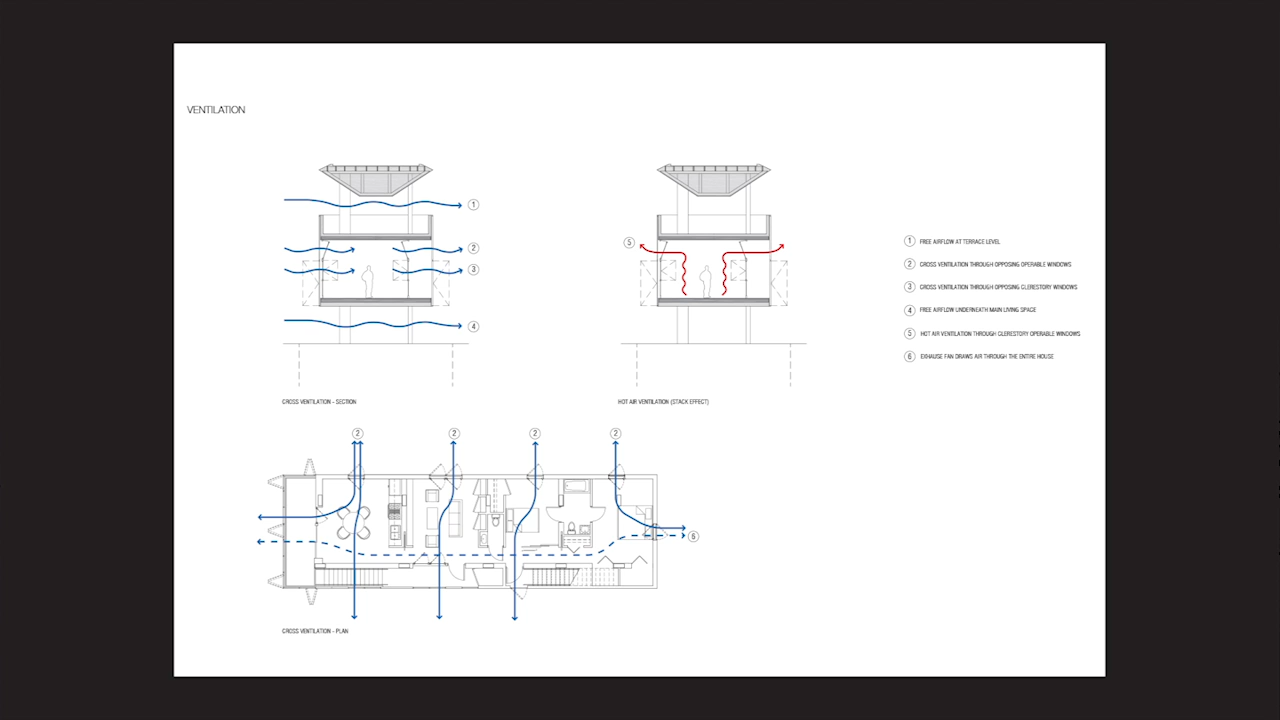 VENTILATION
1
2
3
4
5
1 FREE AIRFLOW AT TERRACE LEVEL
2 CROSS VENTILATION THROUGH OPPOSING OPERABLE WINDOWS
3 CROSS VENTILATION THROUGH OPPOSING CLERESTORY WINDOWS
4 FREE AIRFLOW UNDERNEATH MAIN LIVING SPACE
5 HOT AIR VENTILATION THROUGH CLERESTORY OPERABLE WINDOWS
6 EXHAUSE FAN DRAWS AIR THROUGH THE ENTIRE HOUSE
CROSS VENTILATION - SECTION
HOT AIR VENTILATION (STACK EFFECT)
2 2 2 2
6
CROSS VENTILATION - PLAN